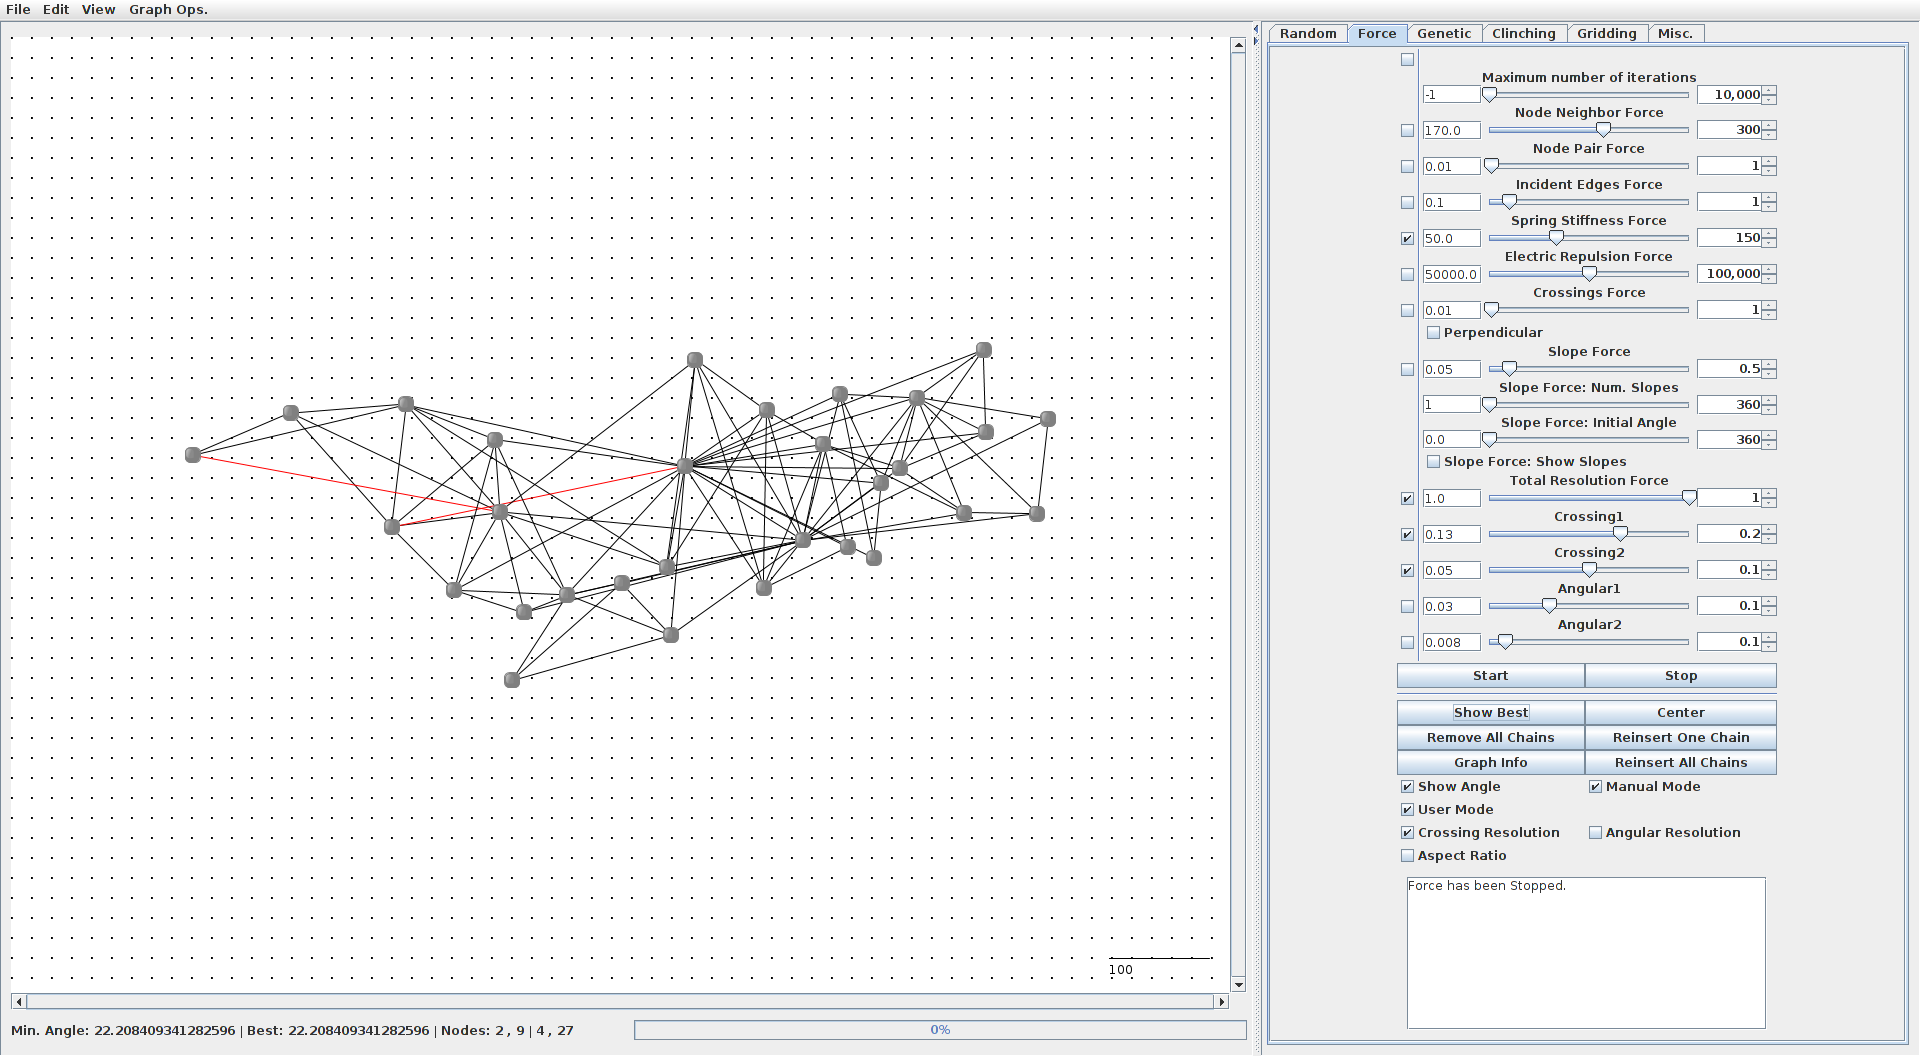 File Edit View Graph Ops.
Random Force Genetic Clinching Gridding Misc.
Maximum number of iterations
-1 10,000
Node Neighbor Force
170.0 300
Node Pair Force
0.01 1
Incident Edges Force
0.1 1
Spring Stiffness Force
50.0 150
Electric Repulsion Force
50000.0 100,000
Crossings Force
0.01 1
Perpendicular
Slope Force
0.05 0.5
Slope Force: Num. Slopes
1 360
Slope Force: Initial Angle
0.0 360
Slope Force: Show Slopes
Total Resolution Force
1.0 1
Crossing1
0.13 0.2
Crossing2
0.05 0.1
Angular1
0.03 0.1
Angular2
0.008 0.1
Start Stop
Show Best Center
Remove All Chains Reinsert One Chain
Graph Info Reinsert All Chains
Show Angle Manual Mode
User Mode
Crossing Resolution Angular Resolution
Aspect Ratio
Force has been Stopped.
100
Min. Angle: 22.208409341282596 | Best: 22.208409341282596 | Nodes: 2 , 9 | 4 , 27
0%